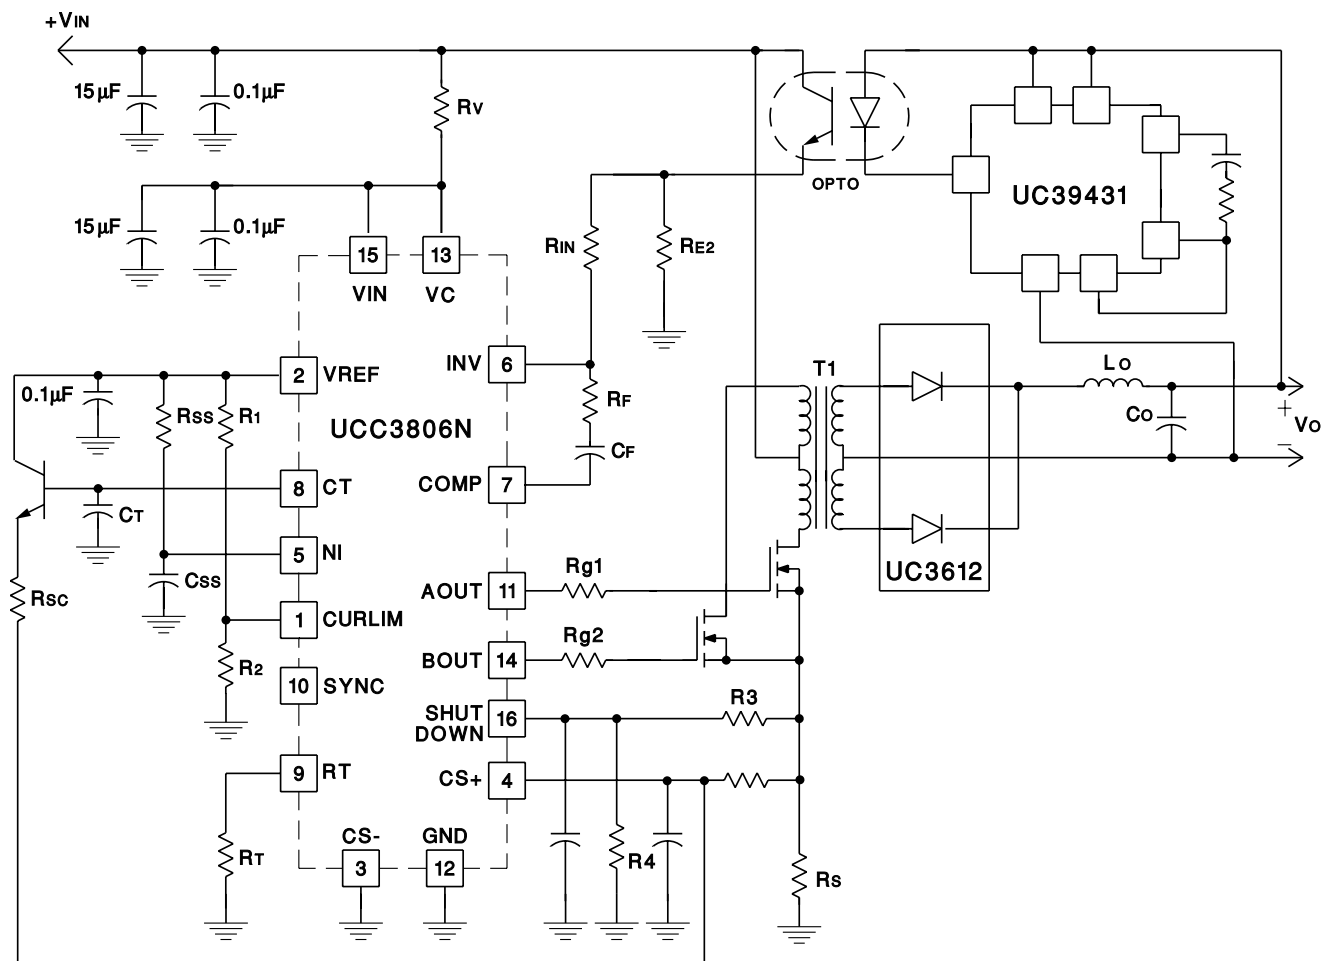 +VIN
15µF
0.1µF
RV
OPTO
UC39431
15µF
0.1µF
RIN
RE2
15
13
VIN
VC
INV
6
2
VREF
0.1µF
RSS
R1
UCC3806N
RF
CF
T1
LO
CO
+
VO
–
8
CT
COMP
7
CT
5
NI
CSS
RSC
UC3612
AOUT
11
Rg1
1
CURLIM
BOUT
14
Rg2
R2
10
SYNC
SHUT
DOWN
16
R3
9
RT
CS+
4
RT
CS-
GND
3
12
R4
RS